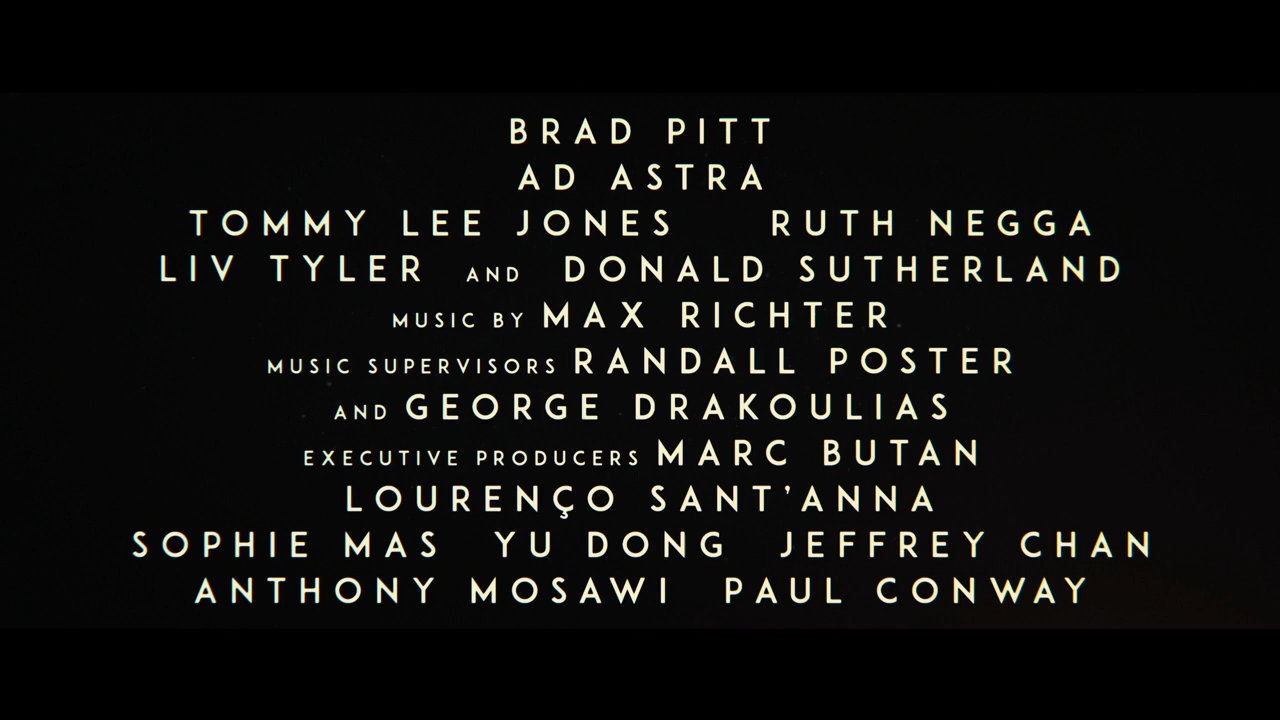 BRAD PITT
AD ASTRA
TOMMY LEE JONES RUTH NEGGA
LIV TYLER AND DONALD SUTHERLAND
MUSIC BY MAX RICHTER
MUSIC SUPERVISORS RANDALL POSTER
AND GEORGE DRAKOULIAS
EXECUTIVE PRODUCERS MARC BUTAN
LOURENÇO SANT'ANNA
SOPHIE MAS YU DONG JEFFREY CHAN
ANTHONY MOSAWI PAUL CONWAY